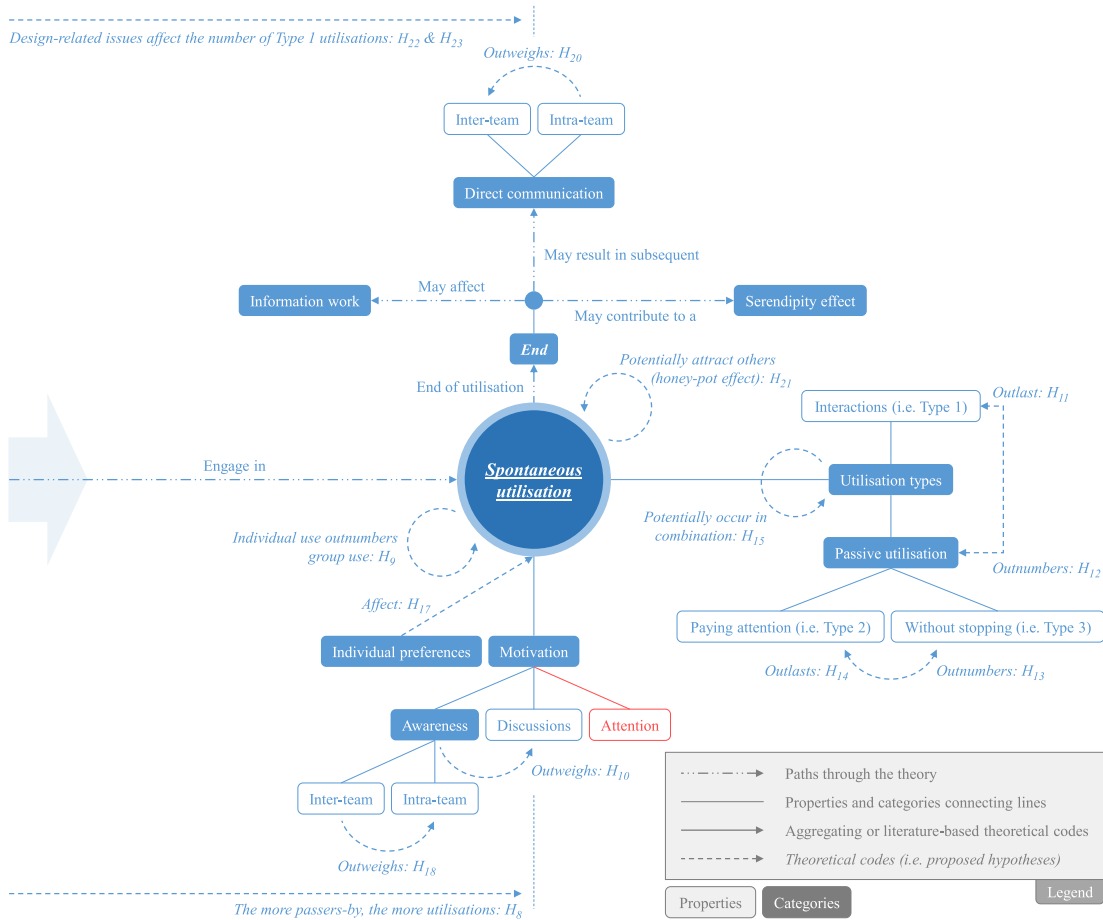 Design-related issues affect the number of Type 1 utilisations: H22 & H23
Outweighs: H20
Inter-team
Intra-team
Direct communication
May result in subsequent
May affect
Information work
Serendipity effect
May contribute to a
End
End of utilisation
Potentially attract others
(honey-pot effect): H21
Outlast: H11
Interactions (i.e. Type 1)
Engage in
Spontaneous
utilisation
Utilisation types
Potentially occur in
combination: H15
Individual use outnumbers
group use: H9
Passive utilisation
Outnumbers: H12
Affect: H17
Paying attention (i.e. Type 2)
Without stopping (i.e. Type 3)
Individual preferences
Motivation
Outlasts: H14
Outnumbers: H13
Awareness
Discussions
Attention
Outweighs: H10
Inter-team
Intra-team
Outweighs: H18
The more passers-by, the more utilisations: H8
Paths through the theory
Properties and categories connecting lines
Aggregating or literature-based theoretical codes
Theoretical codes (i.e. proposed hypotheses)
Legend
Properties
Categories